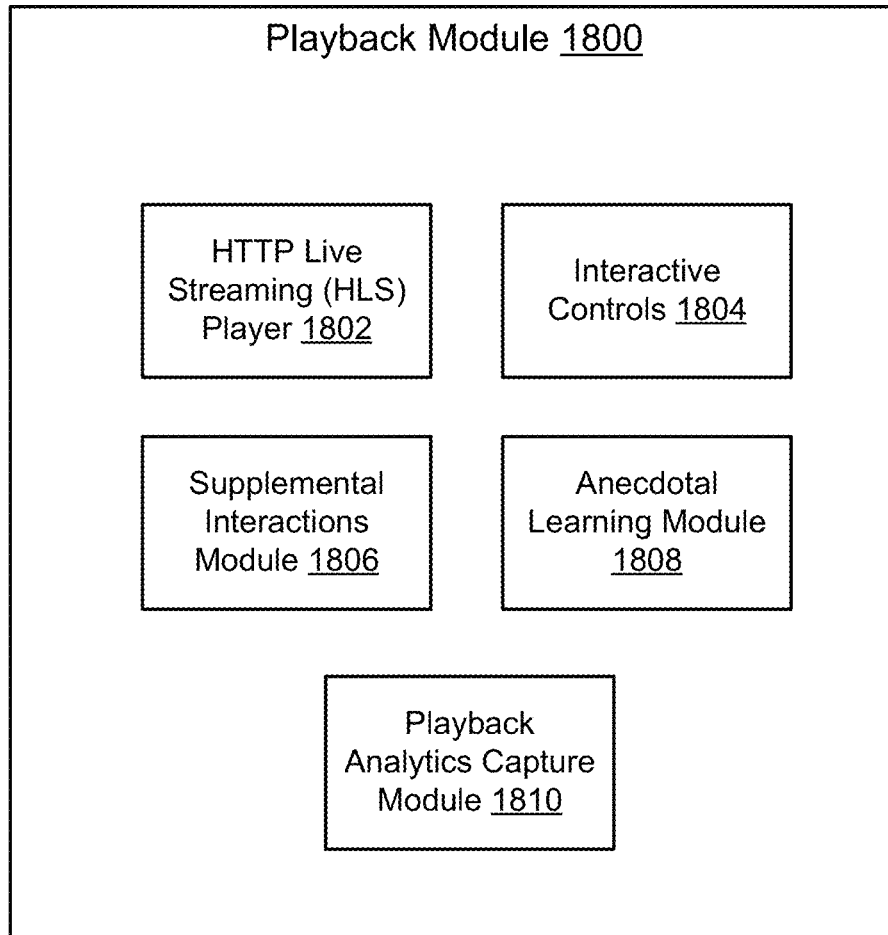 Playback Module 1800
HTTP Live
Streaming (HLS)
Player 1802
Interactive
Controls 1804
Supplemental
Interactions
Module 1806
Anecdotal
Learning Module
1808
Playback
Analytics Capture
Module 1810